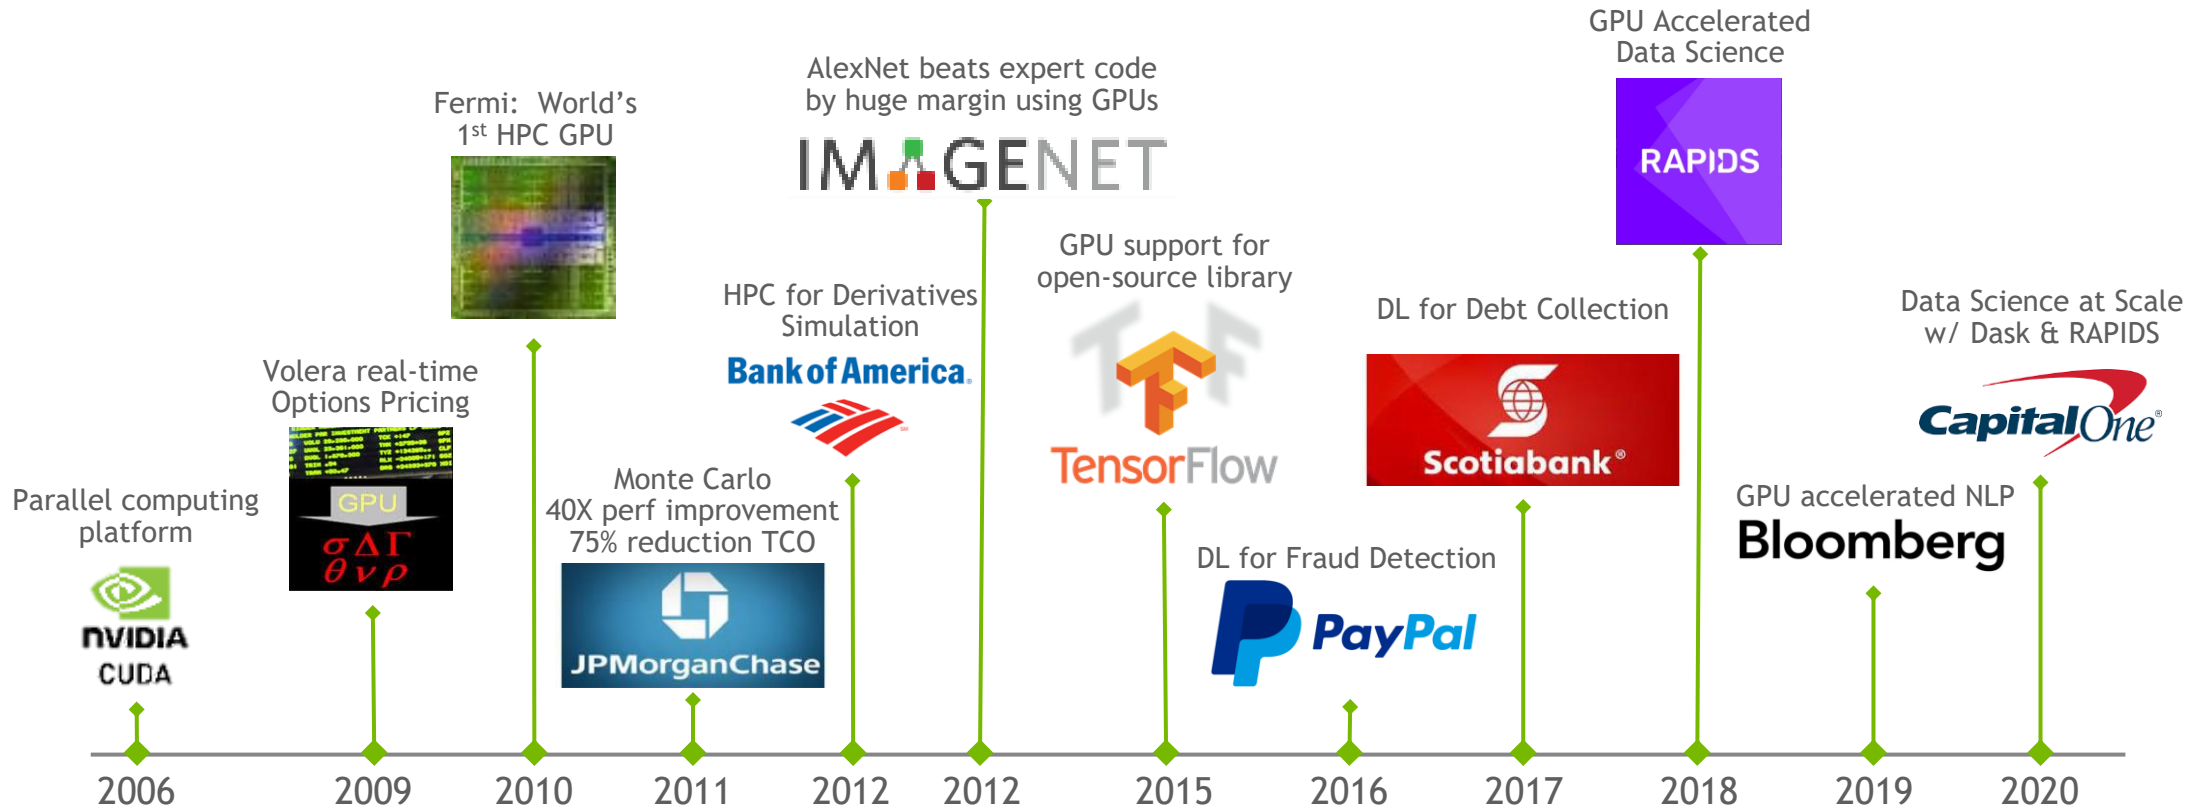 Parallel computing
platform
nVIDIA
CUDA
2006
Volera real-time
Options Pricing
GPU
σ Δ Γ
θ ν ρ
2009
Fermi: World's
1st HPC GPU
2010
Monte Carlo
40X perf improvement
75% reduction TCO
JPMorganChase
2011
HPC for Derivatives
Simulation
Bank of America
2012
AlexNet beats expert code
by huge margin using GPUs
IMAGENET
2012
GPU support for
open-source library
TensorFlow
2015
DL for Fraud Detection
PayPal
2016
DL for Debt Collection
Scotiabank®
2017
GPU Accelerated
Data Science
RAPIDS
2018
GPU accelerated NLP
Bloomberg
2019
Data Science at Scale
w/ Dask & RAPIDS
CapitalOne®
2020